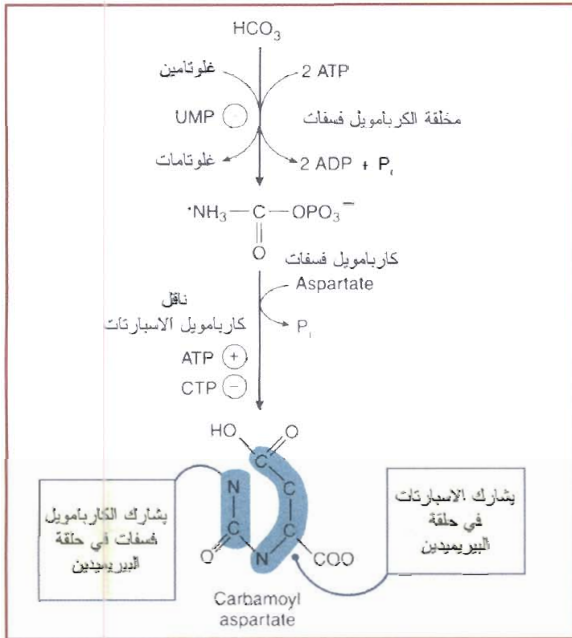 HCO₃
غلوتامين
2 ATP
UMP −
مخلقة الكربامويل فسفات
غلوتامات
2 ADP + Pᵢ
⁺NH₃—C—OPO₃⁻
O
كاربامويل فسفات
Aspartate
ناقل
كاربامويل الاسبارتات
Pᵢ
ATP +
CTP −
HO
O
C
N
C
C
C
O
N
COO
يشارك الكاربامويل
فسفات في حلقة
البيريميدين
يشارك الاسبارتات
في حلقة
البيريميدين
Carbamoyl
aspartate